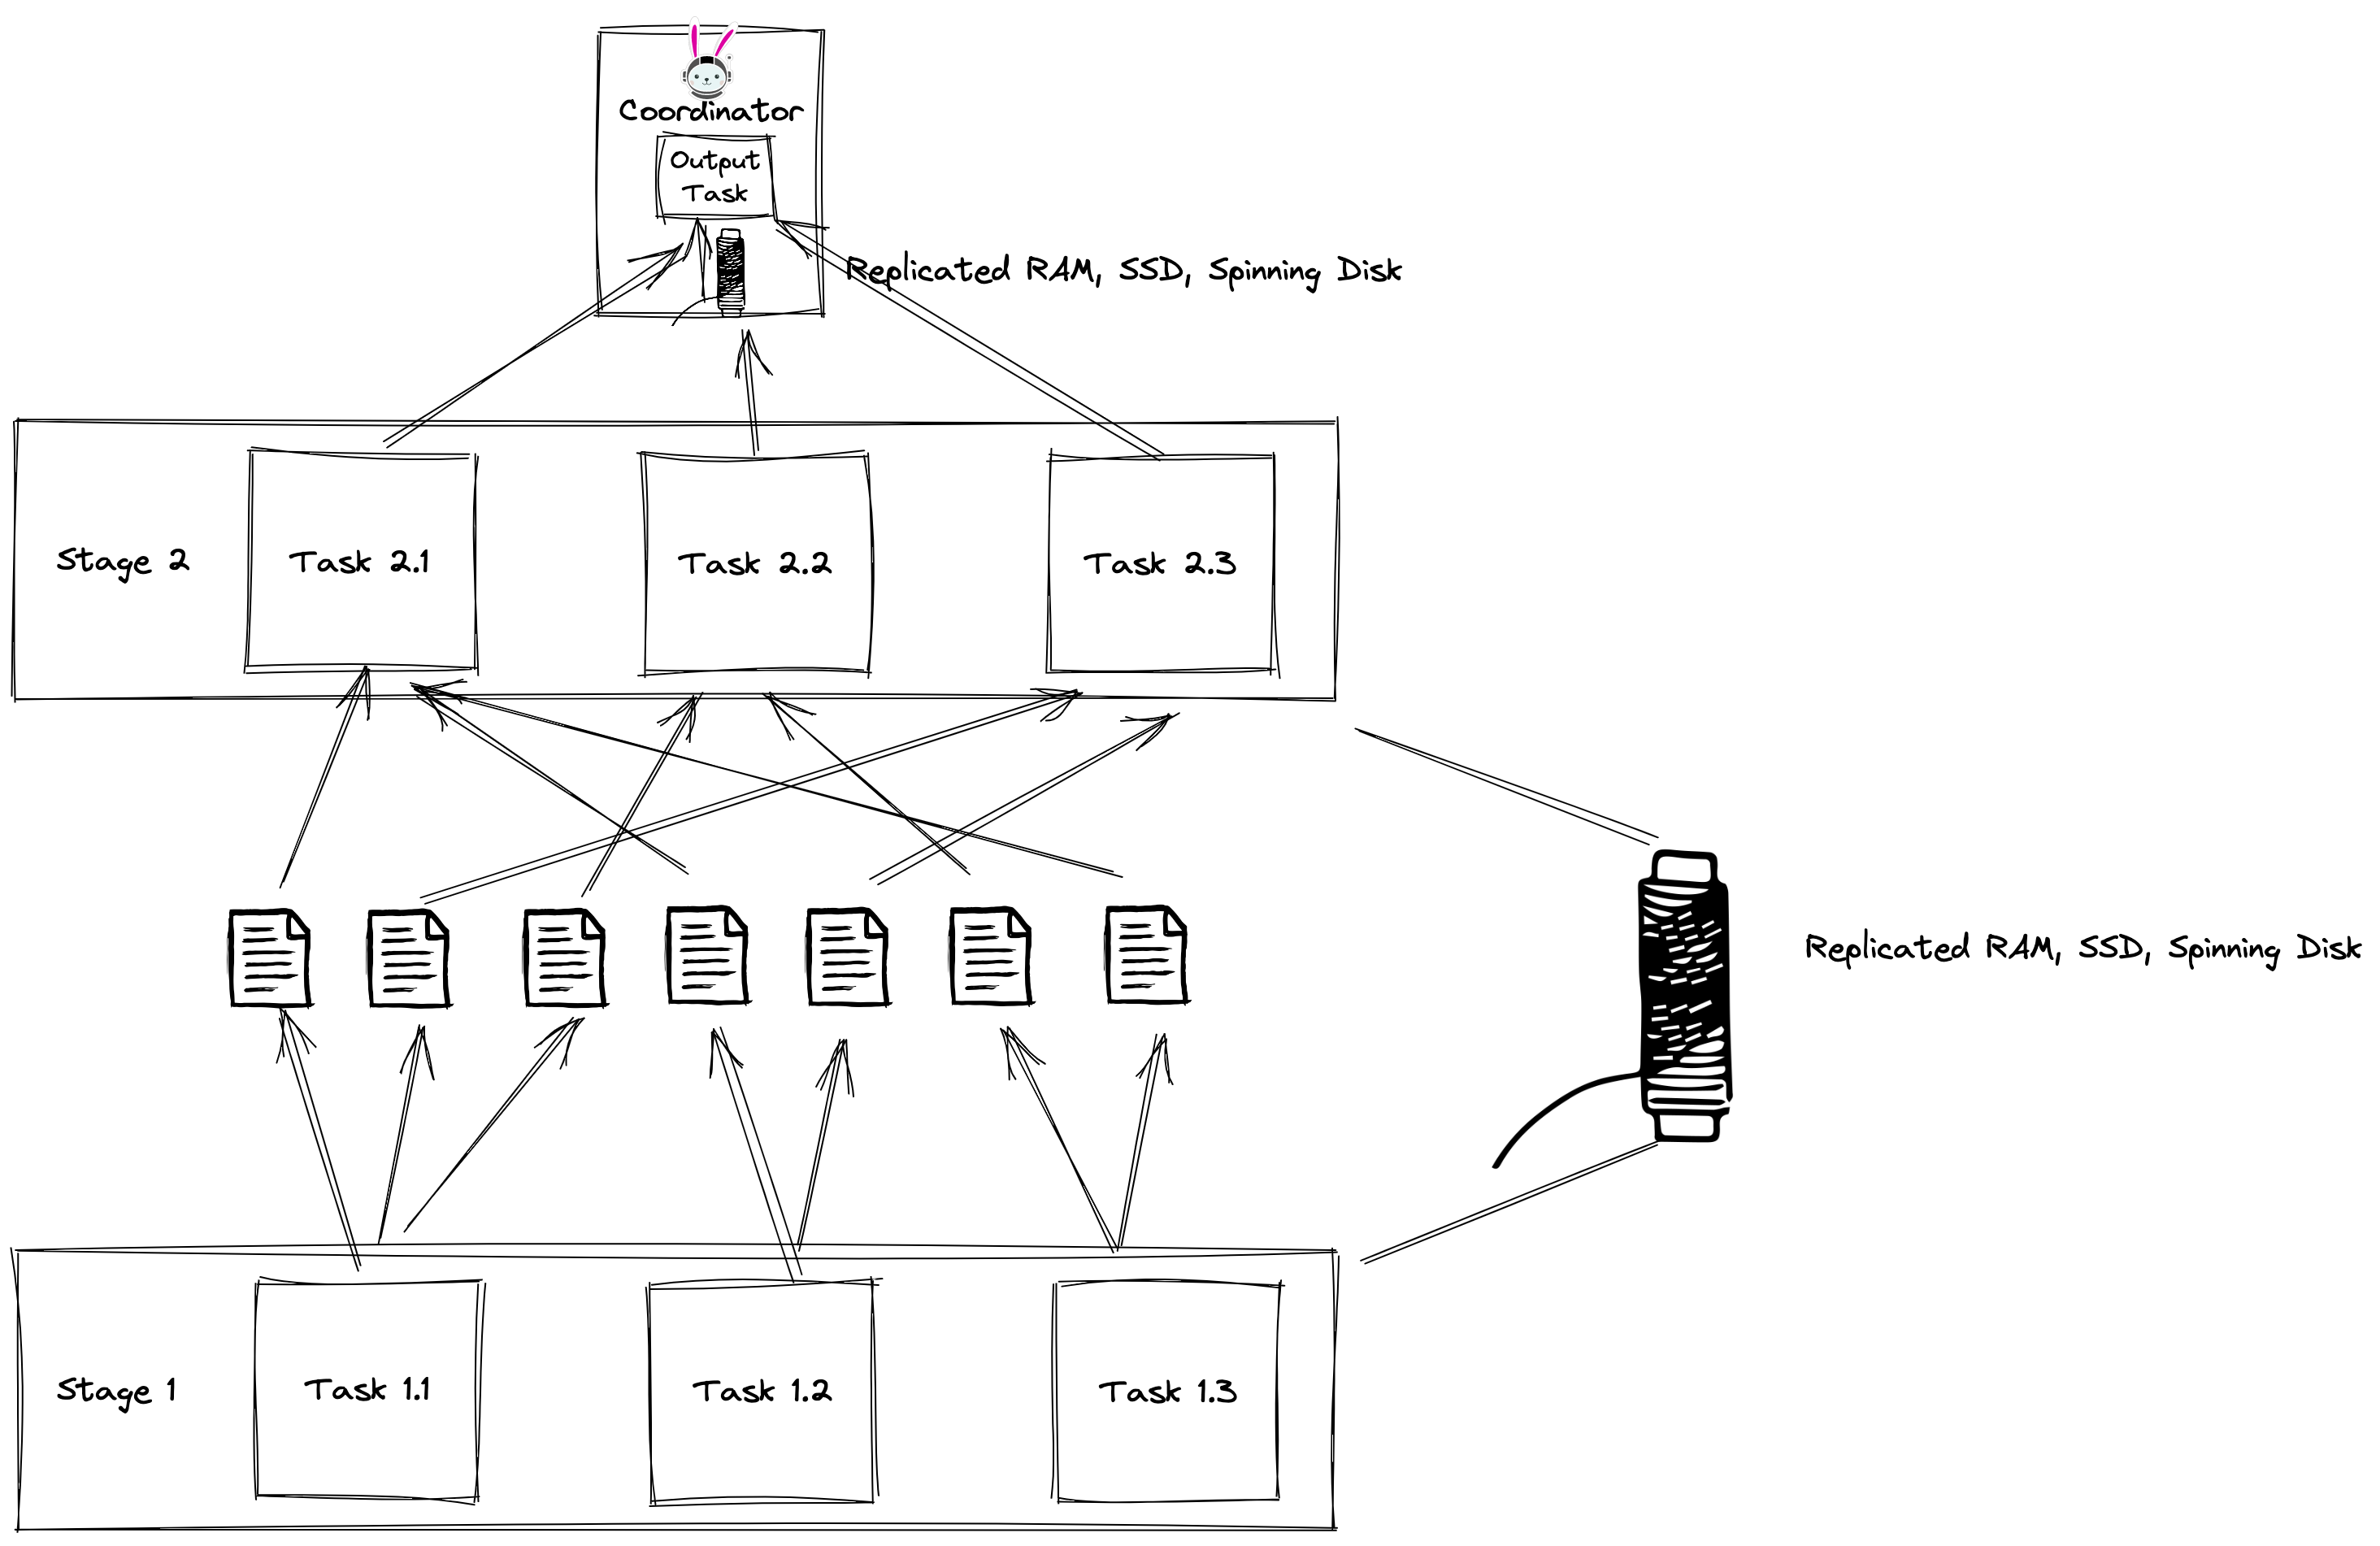 Coordinator
Output
Task
Replicated RAM, SSD, Spinning Disk
Stage 2
Task 2.1
Task 2.2
Task 2.3
Replicated RAM, SSD, Spinning Disk
Stage 1
Task 1.1
Task 1.2
Task 1.3